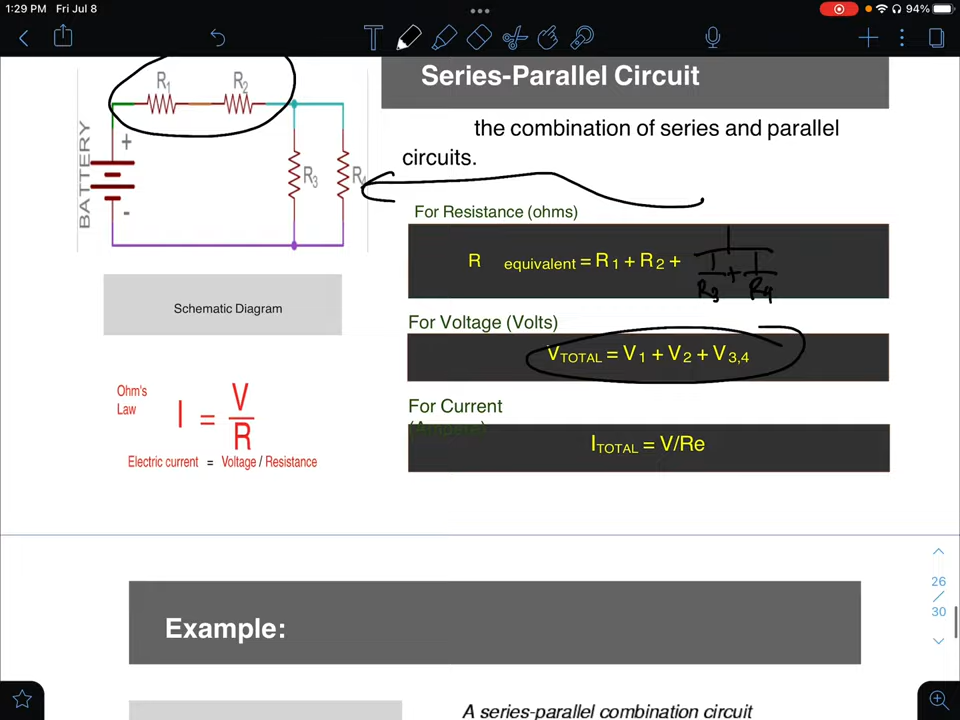 1:29 PM Fri Jul 8
94%
R1 R2
Series-Parallel Circuit
the combination of series and parallel
circuits.
BATTERY
+
-
R3
R4
For Resistance (ohms)
R equivalent = R1 + R2 + 1
1 + 1
R3 R4
Schematic Diagram
For Voltage (Volts)
VTOTAL = V1 + V2 + V3,4
Ohm's
Law
I = V
R
Electric current = Voltage / Resistance
For Current
(Ampere)
ITOTAL = V/Re
26
/
30
Example:
A series-parallel combination circuit